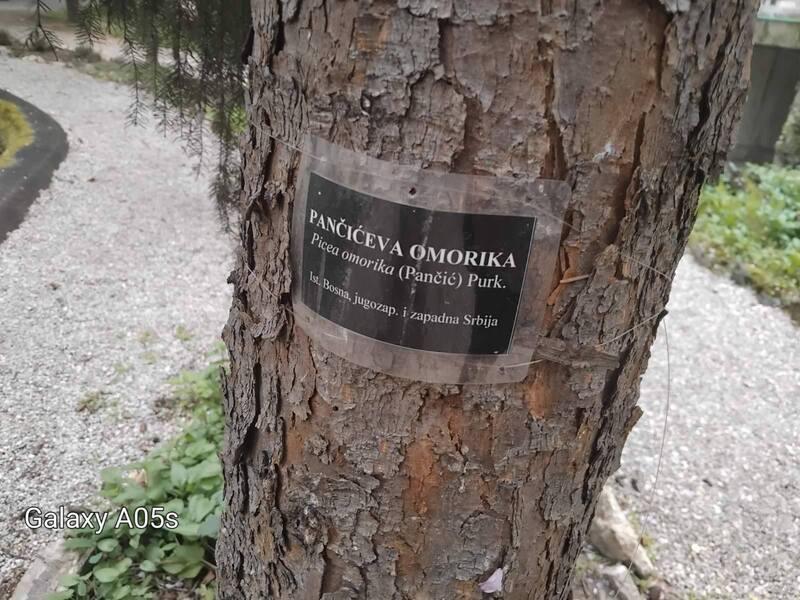 PANČIĆEVA OMORIKA
Picea omorika (Pančić) Purk.
Ist. Bosna, jugozap. i zapadna Srbija
Galaxy A05s